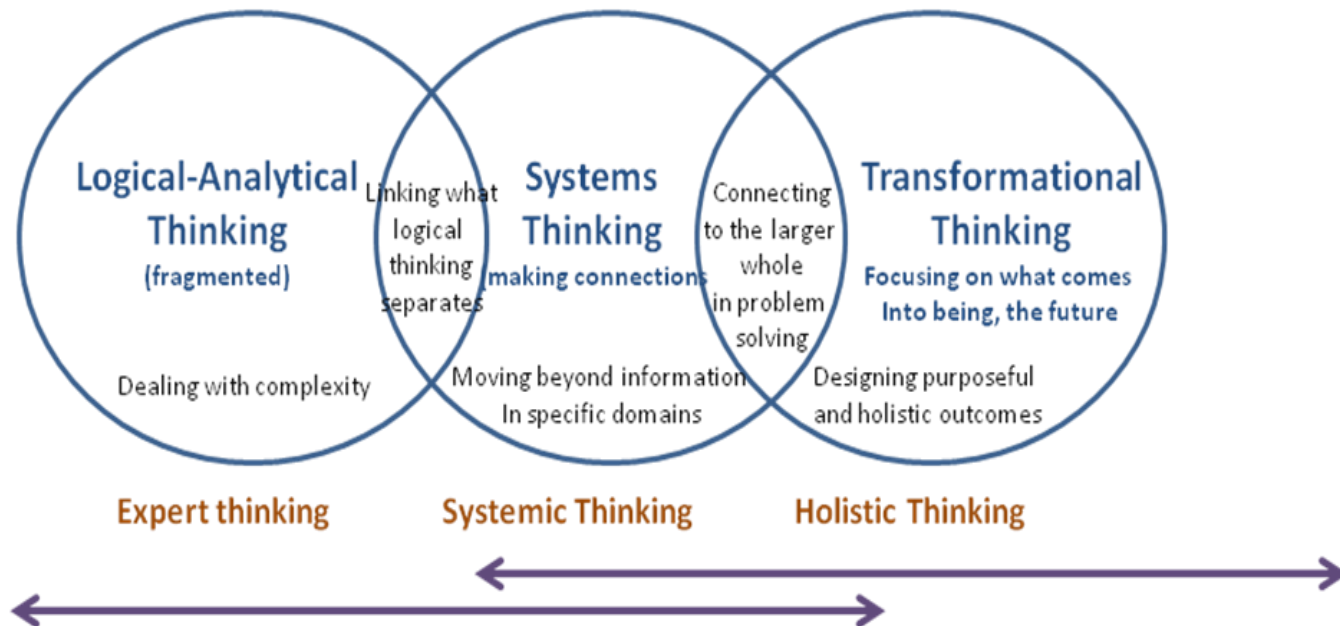 Logical-Analytical
Thinking
(fragmented)
Dealing with complexity
Linking what
logical
thinking
separates
Systems
Thinking
(making connections
Moving beyond information
In specific domains
Connecting
to the larger
whole
in problem
solving
Transformational
Thinking
Focusing on what comes
Into being, the future
Designing purposeful
and holistic outcomes
Expert thinking
Systemic Thinking
Holistic Thinking